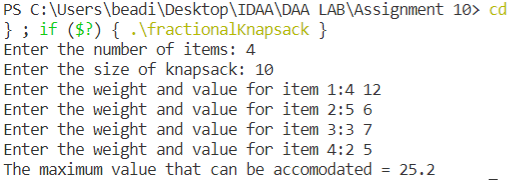 PS C:\Users\beadi\Desktop\IDAA\DAA LAB\Assignment 10> cd
} ; if ($?) { .\fractionalKnapsack }
Enter the number of items: 4
Enter the size of knapsack: 10
Enter the weight and value for item 1:4 12
Enter the weight and value for item 2:5 6
Enter the weight and value for item 3:3 7
Enter the weight and value for item 4:2 5
The maximum value that can be accomodated = 25.2